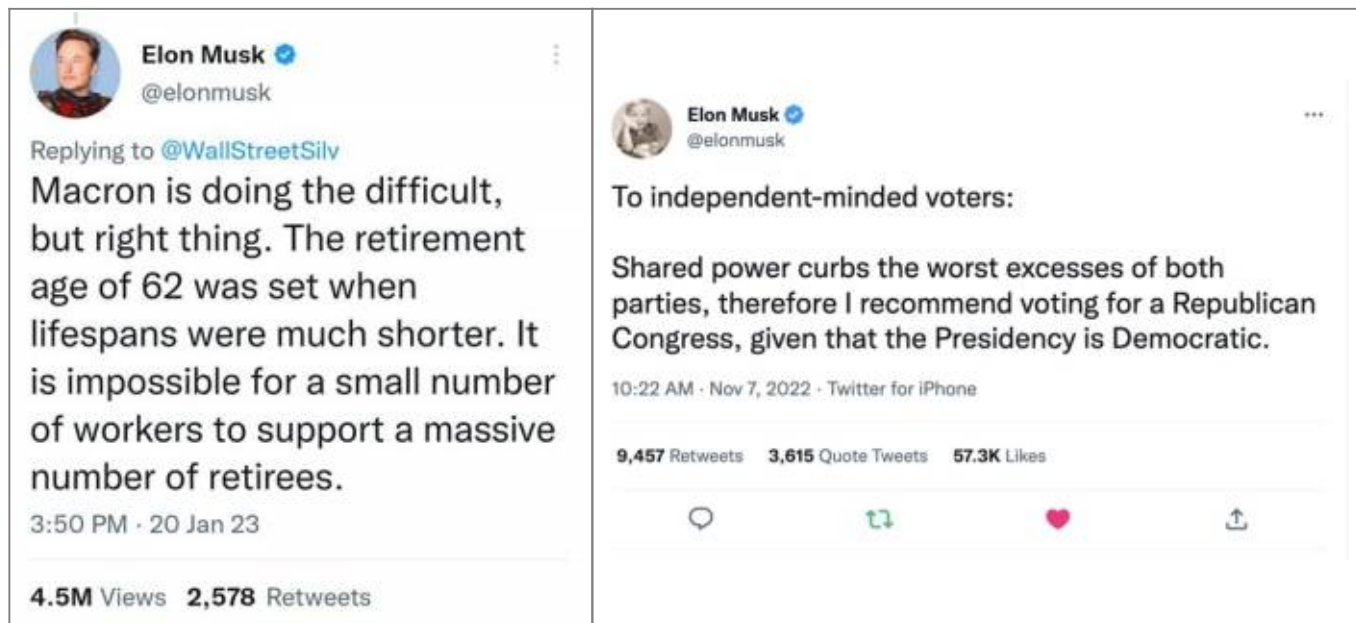 Elon Musk
@elonmusk
Replying to @WallStreetSilv
Macron is doing the difficult,
but right thing. The retirement
age of 62 was set when
lifespans were much shorter. It
is impossible for a small number
of workers to support a massive
number of retirees.
3:50 PM · 20 Jan 23
4.5M Views 2,578 Retweets
Elon Musk
@elonmusk
To independent-minded voters:
Shared power curbs the worst excesses of both
parties, therefore I recommend voting for a Republican
Congress, given that the Presidency is Democratic.
10:22 AM · Nov 7, 2022 · Twitter for iPhone
9,457 Retweets 3,615 Quote Tweets 57.3K Likes